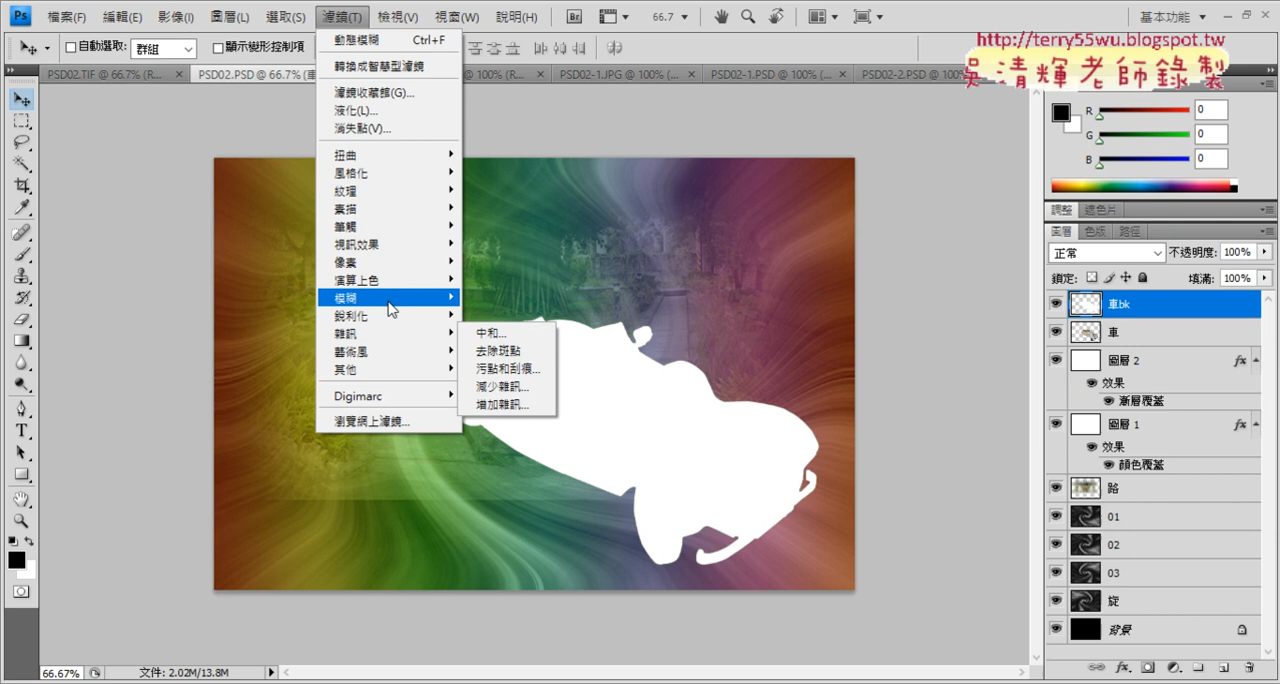 Ps 檔案(F) 編輯(E) 影像(I) 圖層(L) 選取(S) 濾鏡(T) 檢視(V) 視窗(W) 說明(H) Br 66.7 基本功能
自動選取: 群組 顯示變形控制項
http://terry55wu.blogspot.tw
吳清輝老師錄製
PSD02.TIF @ 66.7% (R... PSD02.PSD @ 66.7% (車 @ 100% (R... PSD02-1.JPG @ 100% (... PSD02-1.PSD @ 100% (... PSD02-2.PSD @ 100%
動態模糊 Ctrl+F
轉換成智慧型濾鏡
濾鏡收藏館(G)...
液化(L)...
消失點(V)...
扭曲
風格化
紋理
素描
筆觸
視訊效果
像素
演算上色
模糊
銳利化
雜訊
藝術風
其他
Digimarc
瀏覽網上濾鏡...
中和...
去除斑點
污點和刮痕...
減少雜訊...
增加雜訊...
R 0
G 0
B 0
調整 遮色片
圖層 色版 路徑
正常 不透明度: 100%
鎖定: 填滿: 100%
車bk
車
圖層 2 fx
效果
漸層覆蓋
圖層 1 fx
效果
顏色覆蓋
路
01
02
03
旋
背景
fx
T
66.67% 文件: 2.02M/13.8M